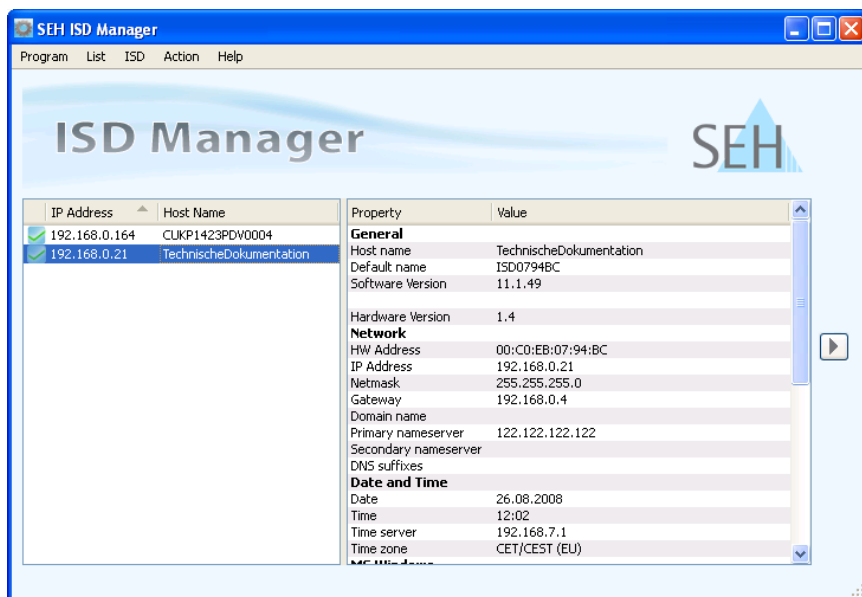 SEH ISD Manager
Program List ISD Action Help
ISD Manager
SEH
IP Address Host Name
192.168.0.164 CUKP1423PDV0004
192.168.0.21 TechnischeDokumentation
Property Value
General
Host name TechnischeDokumentation
Default name ISD0794BC
Software Version 11.1.49
Hardware Version 1.4
Network
HW Address 00:C0:EB:07:94:BC
IP Address 192.168.0.21
Netmask 255.255.255.0
Gateway 192.168.0.4
Domain name
Primary nameserver 122.122.122.122
Secondary nameserver
DNS suffixes
Date and Time
Date 26.08.2008
Time 12:02
Time server 192.168.7.1
Time zone CET/CEST (EU)
MS Windows